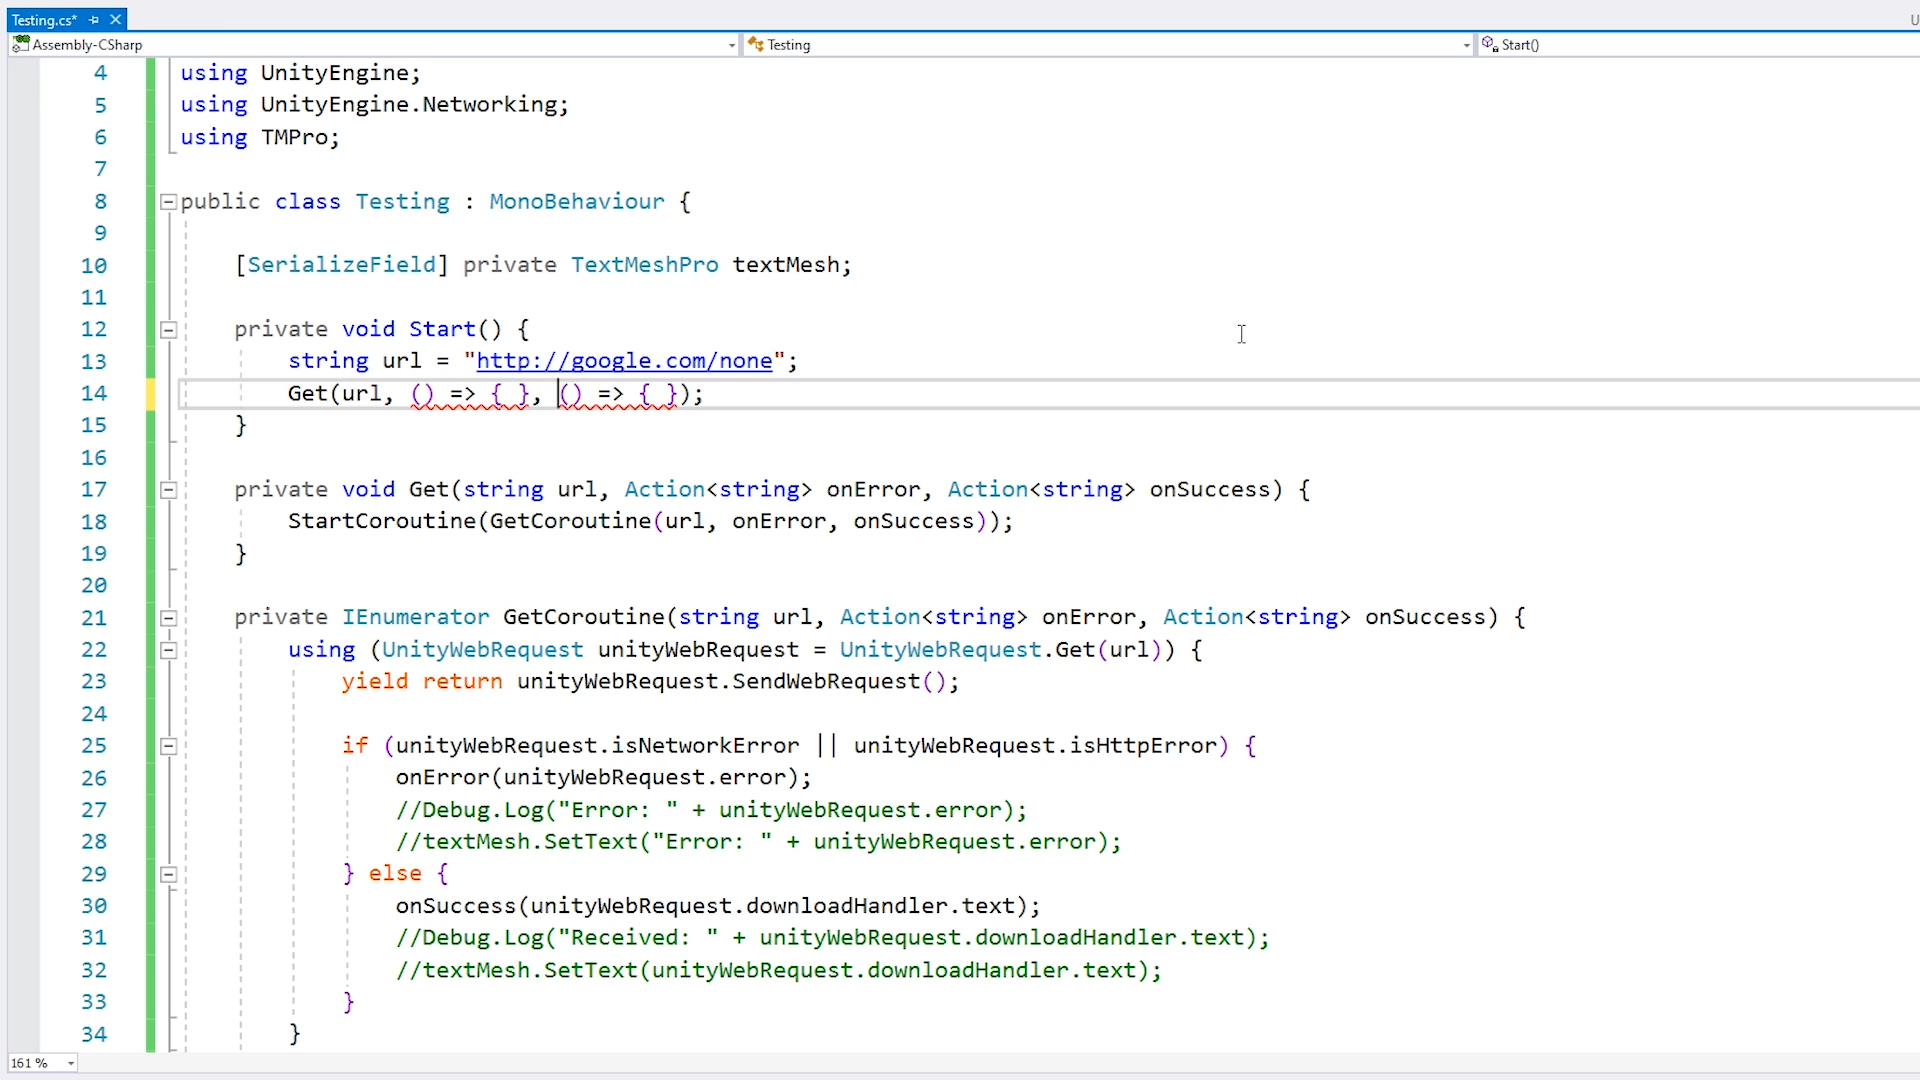 Testing.cs*
U
Assembly-CSharp Testing Start()
4 using UnityEngine;
5 using UnityEngine.Networking;
6 using TMPro;
7
8 public class Testing : MonoBehaviour {
9
10 [SerializeField] private TextMeshPro textMesh;
11
12 private void Start() {
13 string url = "http://google.com/none";
14 Get(url, () => { }, () => { });
15 }
16
17 private void Get(string url, Action<string> onError, Action<string> onSuccess) {
18 StartCoroutine(GetCoroutine(url, onError, onSuccess));
19 }
20
21 private IEnumerator GetCoroutine(string url, Action<string> onError, Action<string> onSuccess) {
22 using (UnityWebRequest unityWebRequest = UnityWebRequest.Get(url)) {
23 yield return unityWebRequest.SendWebRequest();
24
25 if (unityWebRequest.isNetworkError || unityWebRequest.isHttpError) {
26 onError(unityWebRequest.error);
27 //Debug.Log("Error: " + unityWebRequest.error);
28 //textMesh.SetText("Error: " + unityWebRequest.error);
29 } else {
30 onSuccess(unityWebRequest.downloadHandler.text);
31 //Debug.Log("Received: " + unityWebRequest.downloadHandler.text);
32 //textMesh.SetText(unityWebRequest.downloadHandler.text);
33 }
34 }
161 %